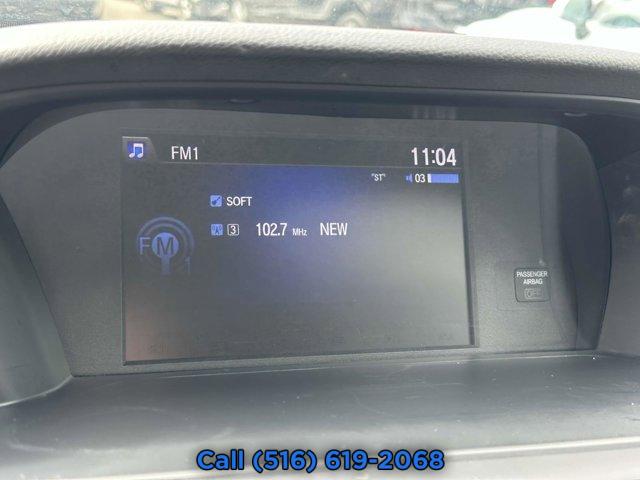 FM1
11:04
"ST"
03
SOFT
3 102.7 MHz NEW
FM
1
PASSENGER
AIRBAG
Call (516) 619-2068